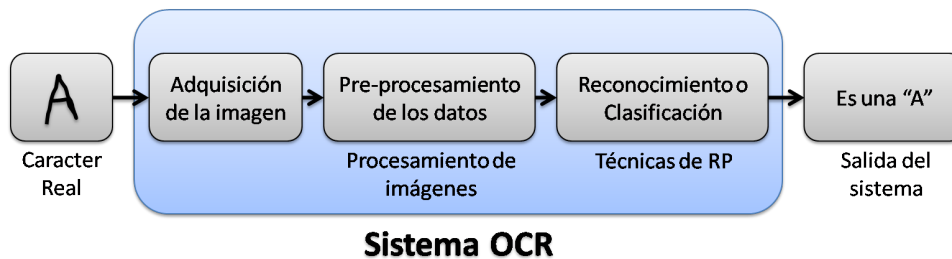 A
Caracter
Real
Adquisición
de la imagen
Pre-procesamiento
de los datos
Procesamiento de
imágenes
Reconocimiento o
Clasificación
Técnicas de RP
Es una “A”
Salida del
sistema
Sistema OCR